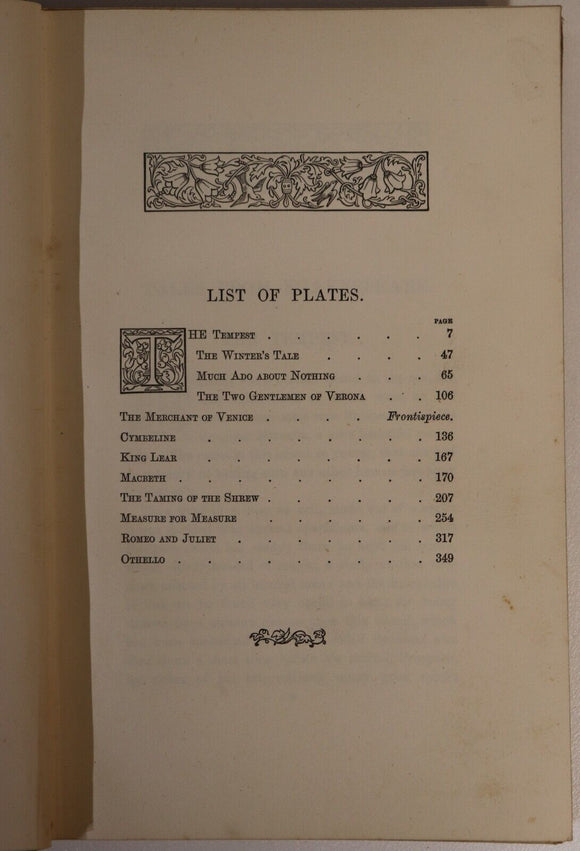 LIST OF PLATES.
PAGE
THE TEMPEST . . . . . . 7
THE WINTER'S TALE . . . . 47
MUCH ADO ABOUT NOTHING . . . 65
THE TWO GENTLEMEN OF VERONA . . 106
THE MERCHANT OF VENICE . . . . Frontispiece.
CYMBELINE . . . . . . . . 136
KING LEAR . . . . . . . . 167
MACBETH . . . . . . . . . 170
THE TAMING OF THE SHREW . . . . . . 207
MEASURE FOR MEASURE . . . . . . 254
ROMEO AND JULIET . . . . . . . 317
OTHELLO . . . . . . . . . 349